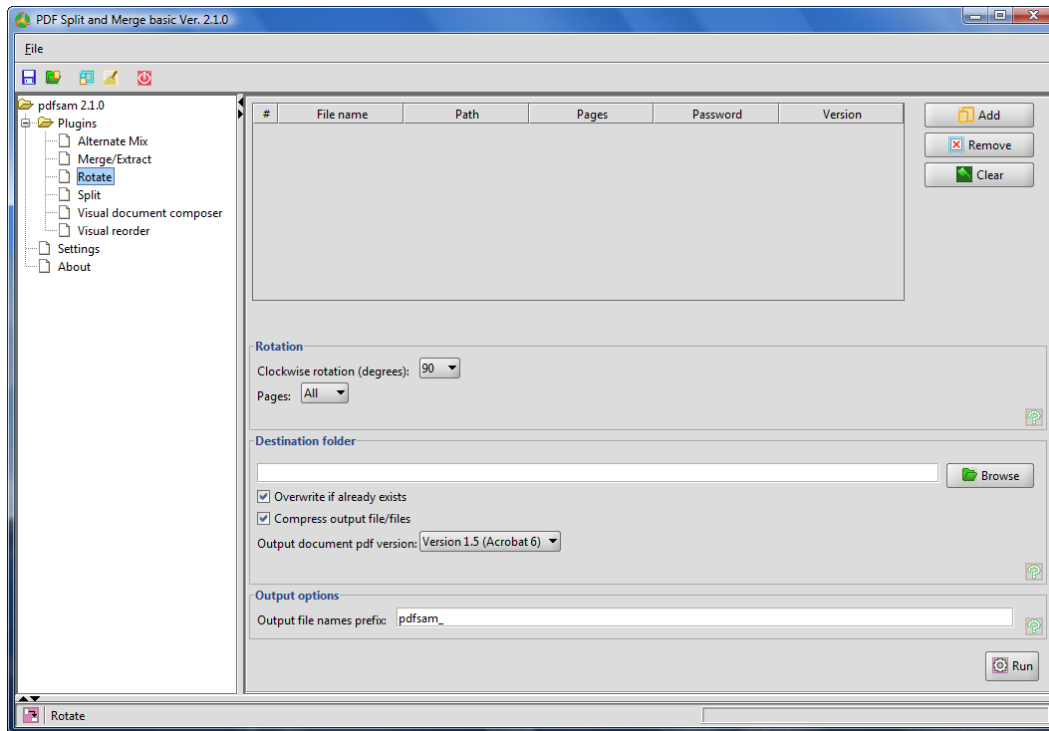 PDF Split and Merge basic Ver. 2.1.0
File
pdfsam 2.1.0
Plugins
Alternate Mix
Merge/Extract
Rotate
Split
Visual document composer
Visual reorder
Settings
About
# File name Path Pages Password Version
Add
Remove
Clear
Rotation
Clockwise rotation (degrees): 90
Pages: All
Destination folder
Browse
Overwrite if already exists
Compress output file/files
Output document pdf version: Version 1.5 (Acrobat 6)
Output options
Output file names prefix: pdfsam_
Run
Rotate